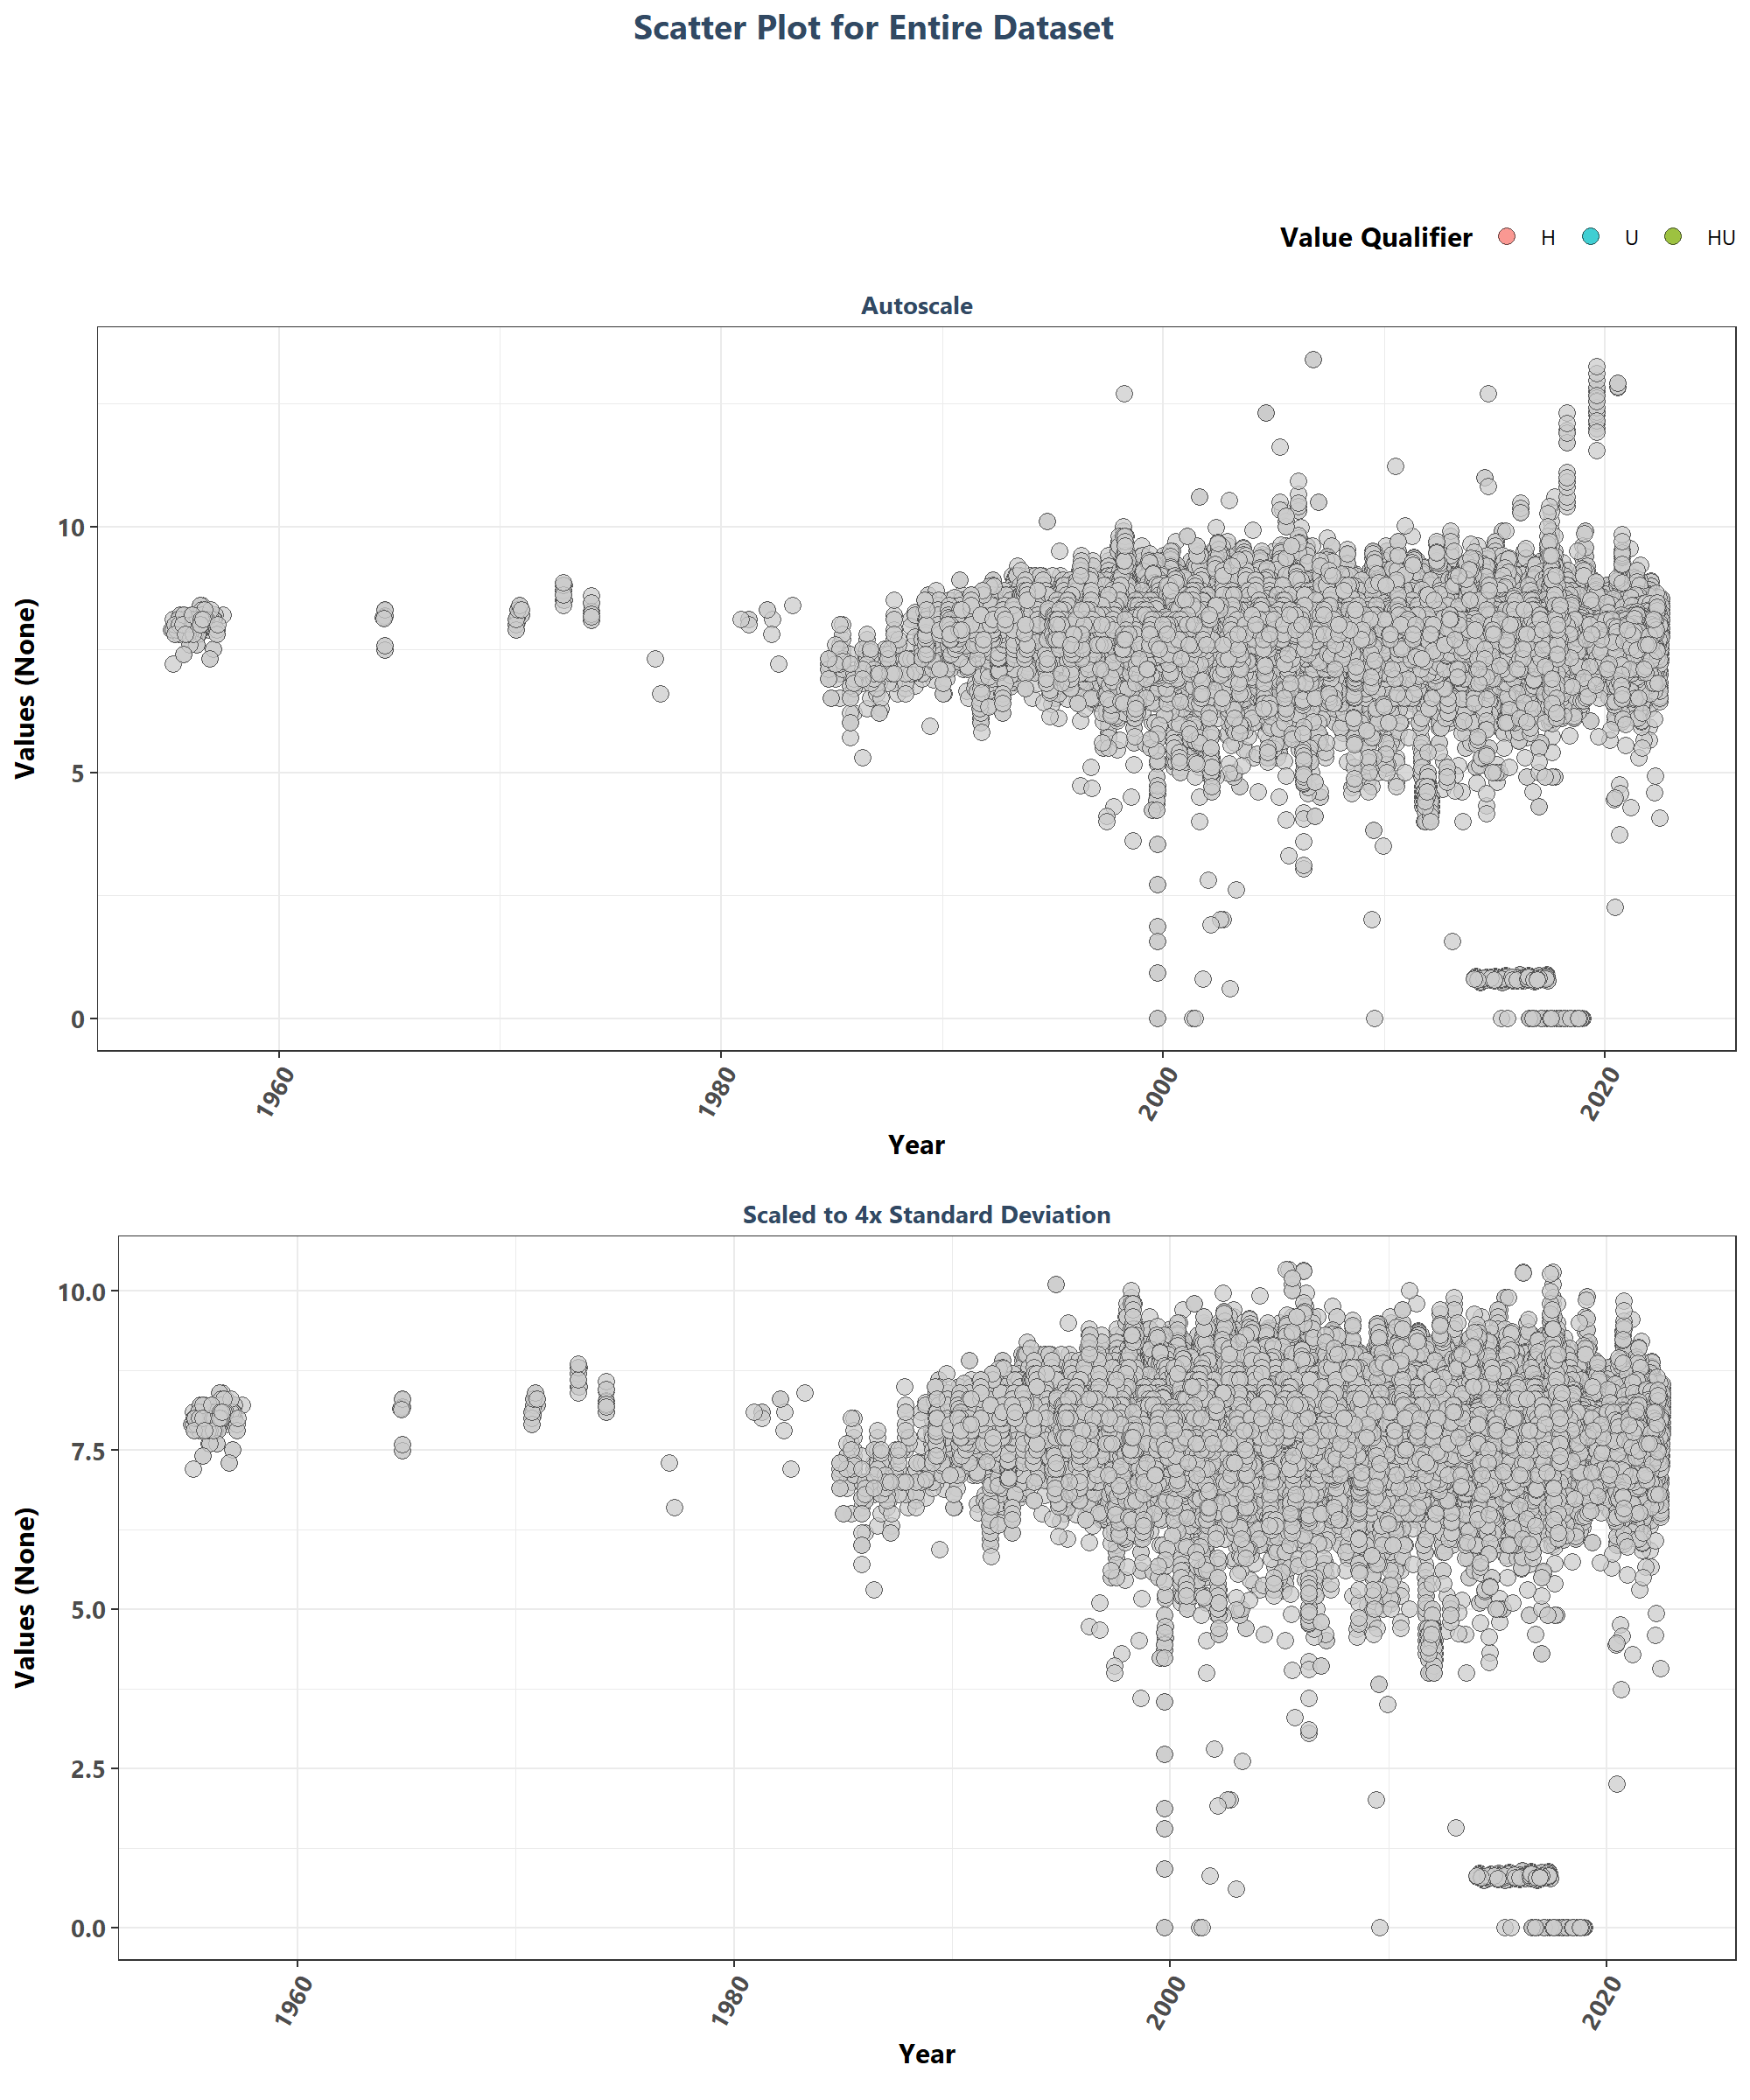 Scatter Plot for Entire Dataset
Value Qualifier H U HU
Autoscale
10
5
0
Values (None)
1960 1980 2000 2020
Year
Scaled to 4x Standard Deviation
10.0
7.5
5.0
2.5
0.0
Values (None)
1960 1980 2000 2020
Year